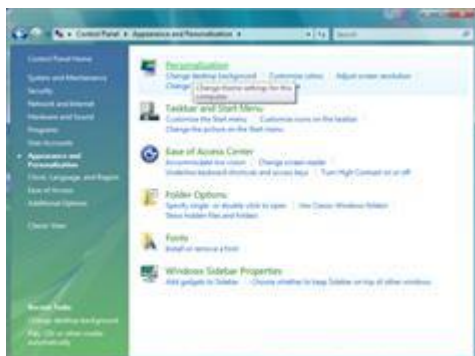 Control Panel ▸ Appearance and Personalization ▸
Search
Control Panel Home
System and Maintenance
Security
Network and Internet
Hardware and Sound
Programs
User Accounts
Appearance and
Personalization
Clock, Language, and Region
Ease of Access
Additional Options
Classic View
Recent Tasks
Change desktop background
Play CDs or other media
automatically
Personalization
Change desktop background
Customize colors
Adjust screen resolution
Change
Change theme settings for this
computer.
Taskbar and Start Menu
Customize the Start menu
Customize icons on the taskbar
Change the picture on the Start menu
Ease of Access Center
Accommodate low vision
Change screen reader
Underline keyboard shortcuts and access keys
Turn High Contrast on or off
Folder Options
Specify single- or double-click to open
Use Classic Windows folders
Show hidden files and folders
Fonts
Install or remove a font
Windows Sidebar Properties
Add gadgets to Sidebar
Choose whether to keep Sidebar on top of other windows